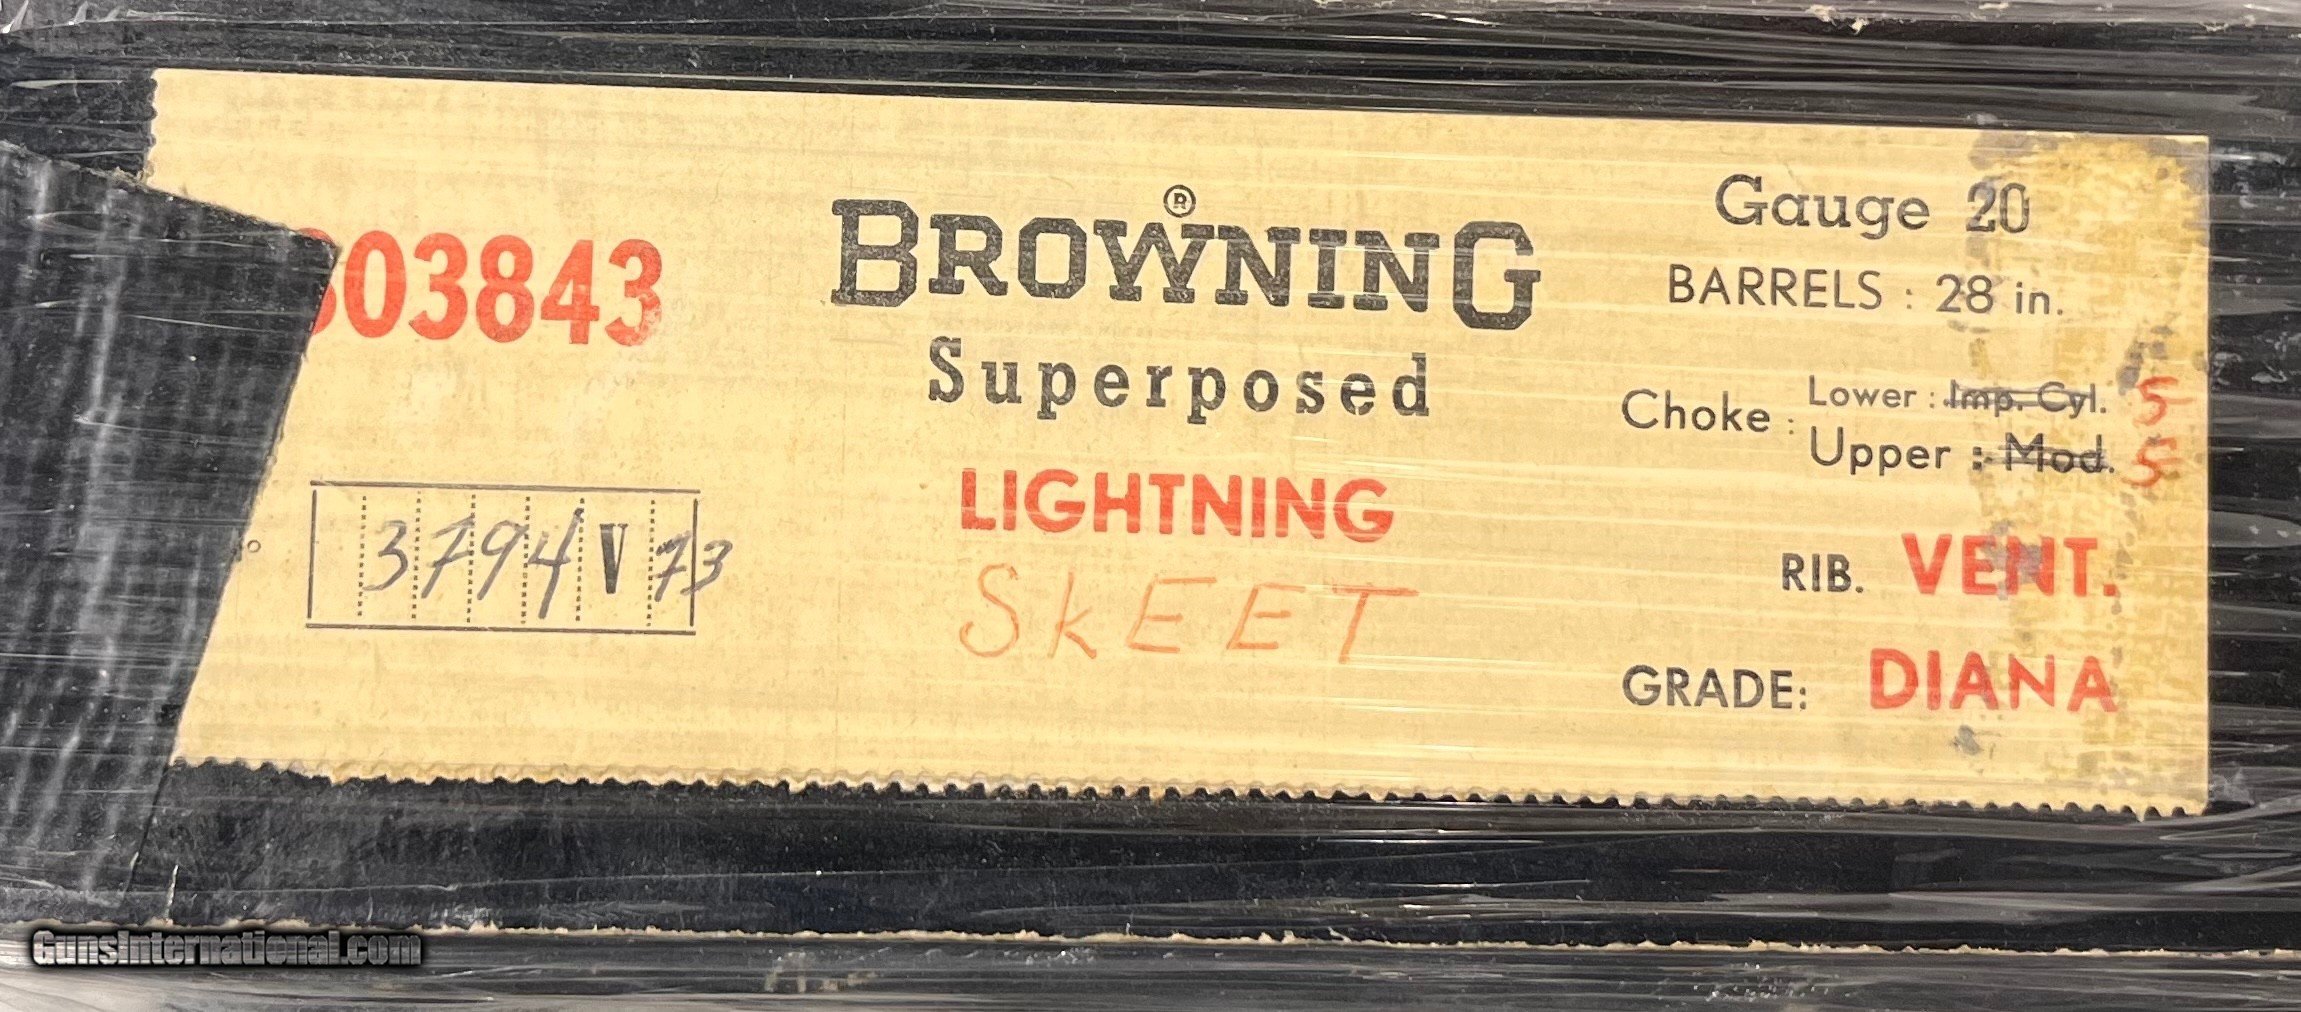 03843
BROWNING ®
Superposed
LIGHTNING
SKEET
3794 V 73
Gauge 20
BARRELS : 28 in.
Choke : Lower : Imp. Cyl. S
Upper : Mod. S
RIB. VENT.
GRADE: DIANA
GunsInternational.com